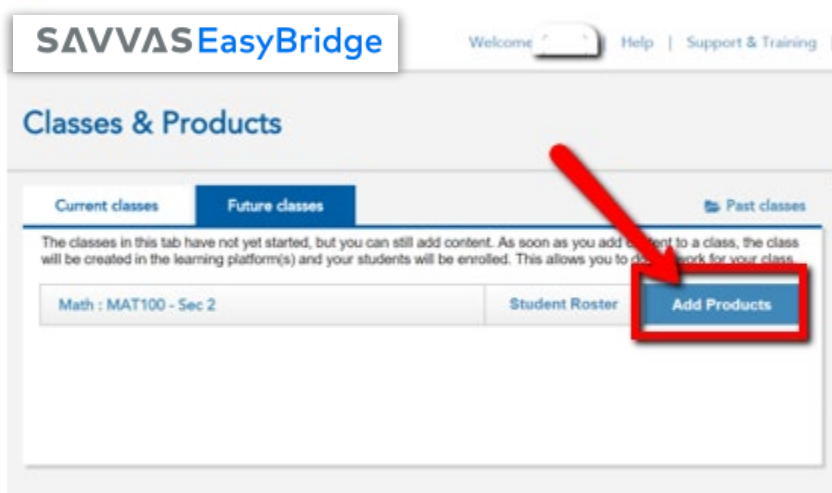 SAVVAS EasyBridge
Welcome Help | Support & Training
Classes & Products
Current classes Future classes Past classes
The classes in this tab have not yet started, but you can still add content. As soon as you add to a class, the class
will be created in the learning platform(s) and your students will be enrolled. This allows you to for your class.
Math : MAT100 - Sec 2 Student Roster Add Products